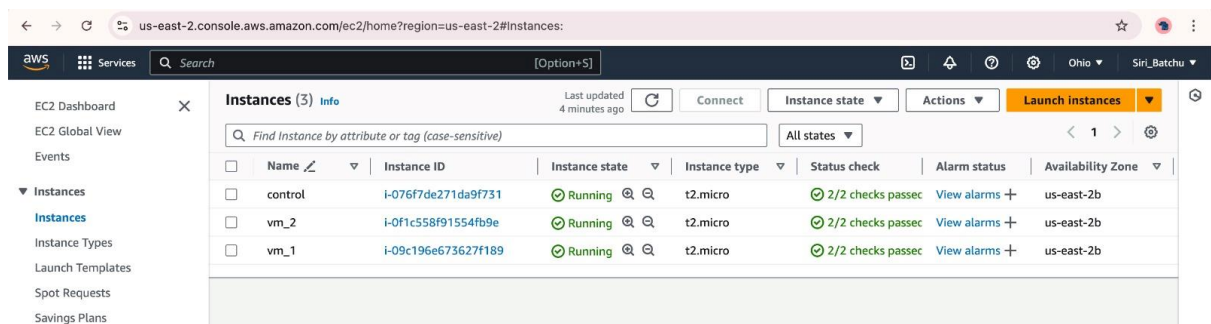 us-east-2.console.aws.amazon.com/ec2/home?region=us-east-2#Instances:
aws Services Search [Option+S] Ohio Siri_Batchu
EC2 Dashboard
EC2 Global View
Events
Instances
Instances
Instance Types
Launch Templates
Spot Requests
Savings Plans
Instances (3) Info Last updated 4 minutes ago Connect Instance state Actions Launch instances
Find Instance by attribute or tag (case-sensitive) All states 1
Name Instance ID Instance state Instance type Status check Alarm status Availability Zone
control i-076f7de271da9f731 Running t2.micro 2/2 checks passec View alarms + us-east-2b
vm_2 i-0f1c558f91554fb9e Running t2.micro 2/2 checks passec View alarms + us-east-2b
vm_1 i-09c196e673627f189 Running t2.micro 2/2 checks passec View alarms + us-east-2b